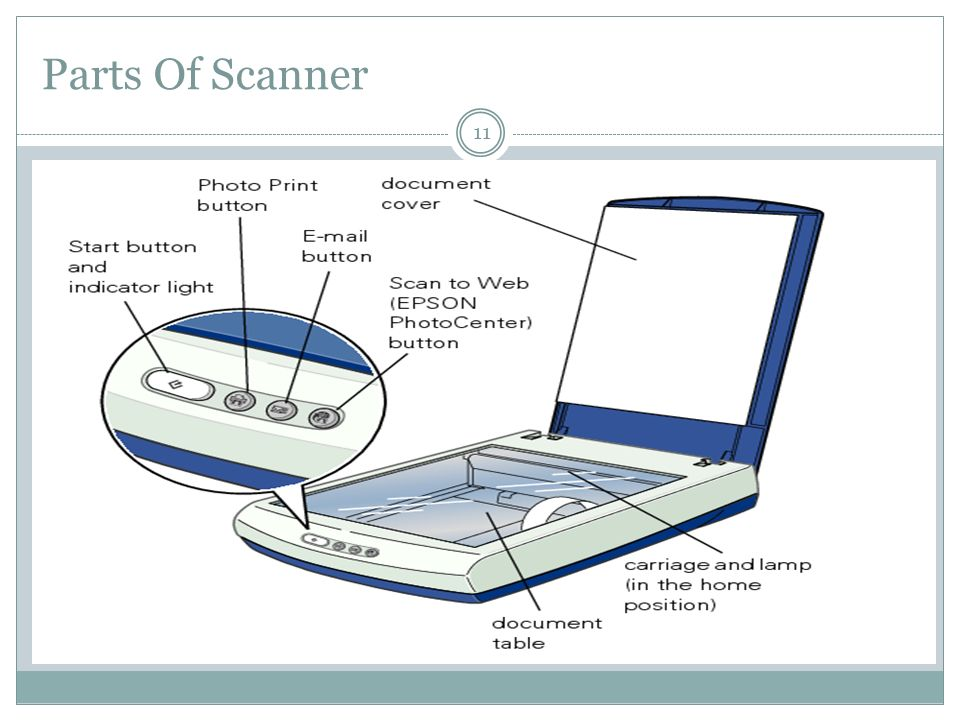 Parts Of Scanner
11
Photo Print
button
document
cover
Start button
and
indicator light
E-mail
button
Scan to Web
(EPSON
PhotoCenter)
button
carriage and lamp
(in the home
position)
document
table